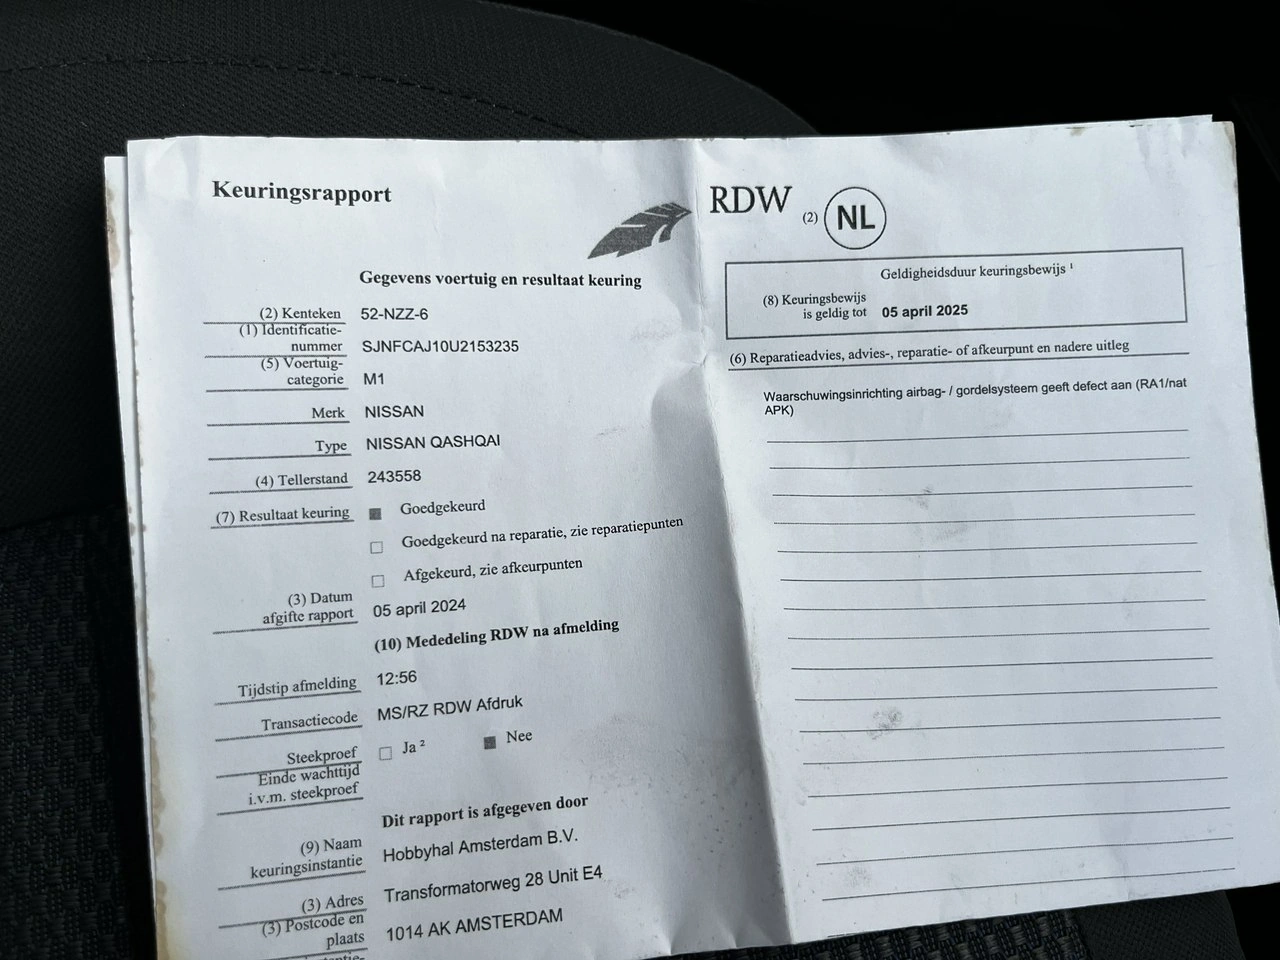 Keuringsrapport
Gegevens voertuig en resultaat keuring
(2) Kenteken 52-NZZ-6
(1) Identificatie-
nummer SJNFCAJ10U2153235
(5) Voertuig-
categorie M1
Merk NISSAN
Type NISSAN QASHQAI
(4) Tellerstand 243558
(7) Resultaat keuring Goedgekeurd
Goedgekeurd na reparatie, zie reparatiepunten
Afgekeurd, zie afkeurpunten
(3) Datum
afgifte rapport 05 april 2024
(10) Mededeling RDW na afmelding
Tijdstip afmelding 12:56
Transactiecode MS/RZ RDW Afdruk
Steekproef Ja ² Nee
Einde wachttijd
i.v.m. steekproef
Dit rapport is afgegeven door
(9) Naam
keuringsinstantie Hobbyhal Amsterdam B.V.
(3) Adres Transformatorweg 28 Unit E4
(3) Postcode en
plaats 1014 AK AMSTERDAM
RDW (2) NL
Geldigheidsduur keuringsbewijs ¹
(8) Keuringsbewijs
is geldig tot 05 april 2025
(6) Reparatieadvies, advies-, reparatie- of afkeurpunt en nadere uitleg
Waarschuwingsinrichting airbag- / gordelsysteem geeft defect aan (RA1/nat
APK)